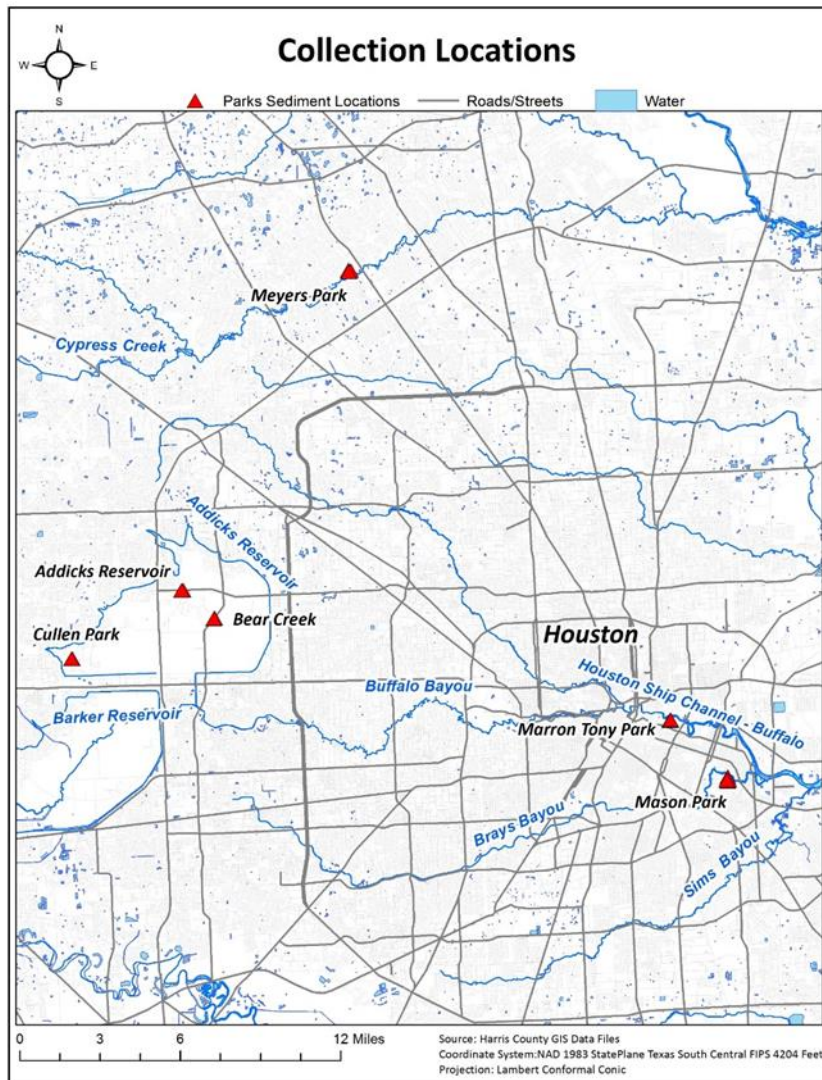 Collection Locations
N
W E
S
Parks Sediment Locations Roads/Streets Water
Meyers Park
Cypress Creek
Addicks Reservoir
Addicks Reservoir
Bear Creek
Cullen Park
Houston
Houston Ship Channel - Buffalo
Buffalo Bayou
Barker Reservoir
Marron Tony Park
Mason Park
Brays Bayou
Sims Bayou
0 3 6 12 Miles
Source: Harris County GIS Data Files
Coordinate System:NAD 1983 StatePlane Texas South Central FIPS 4204 Feet
Projection: Lambert Conformal Conic